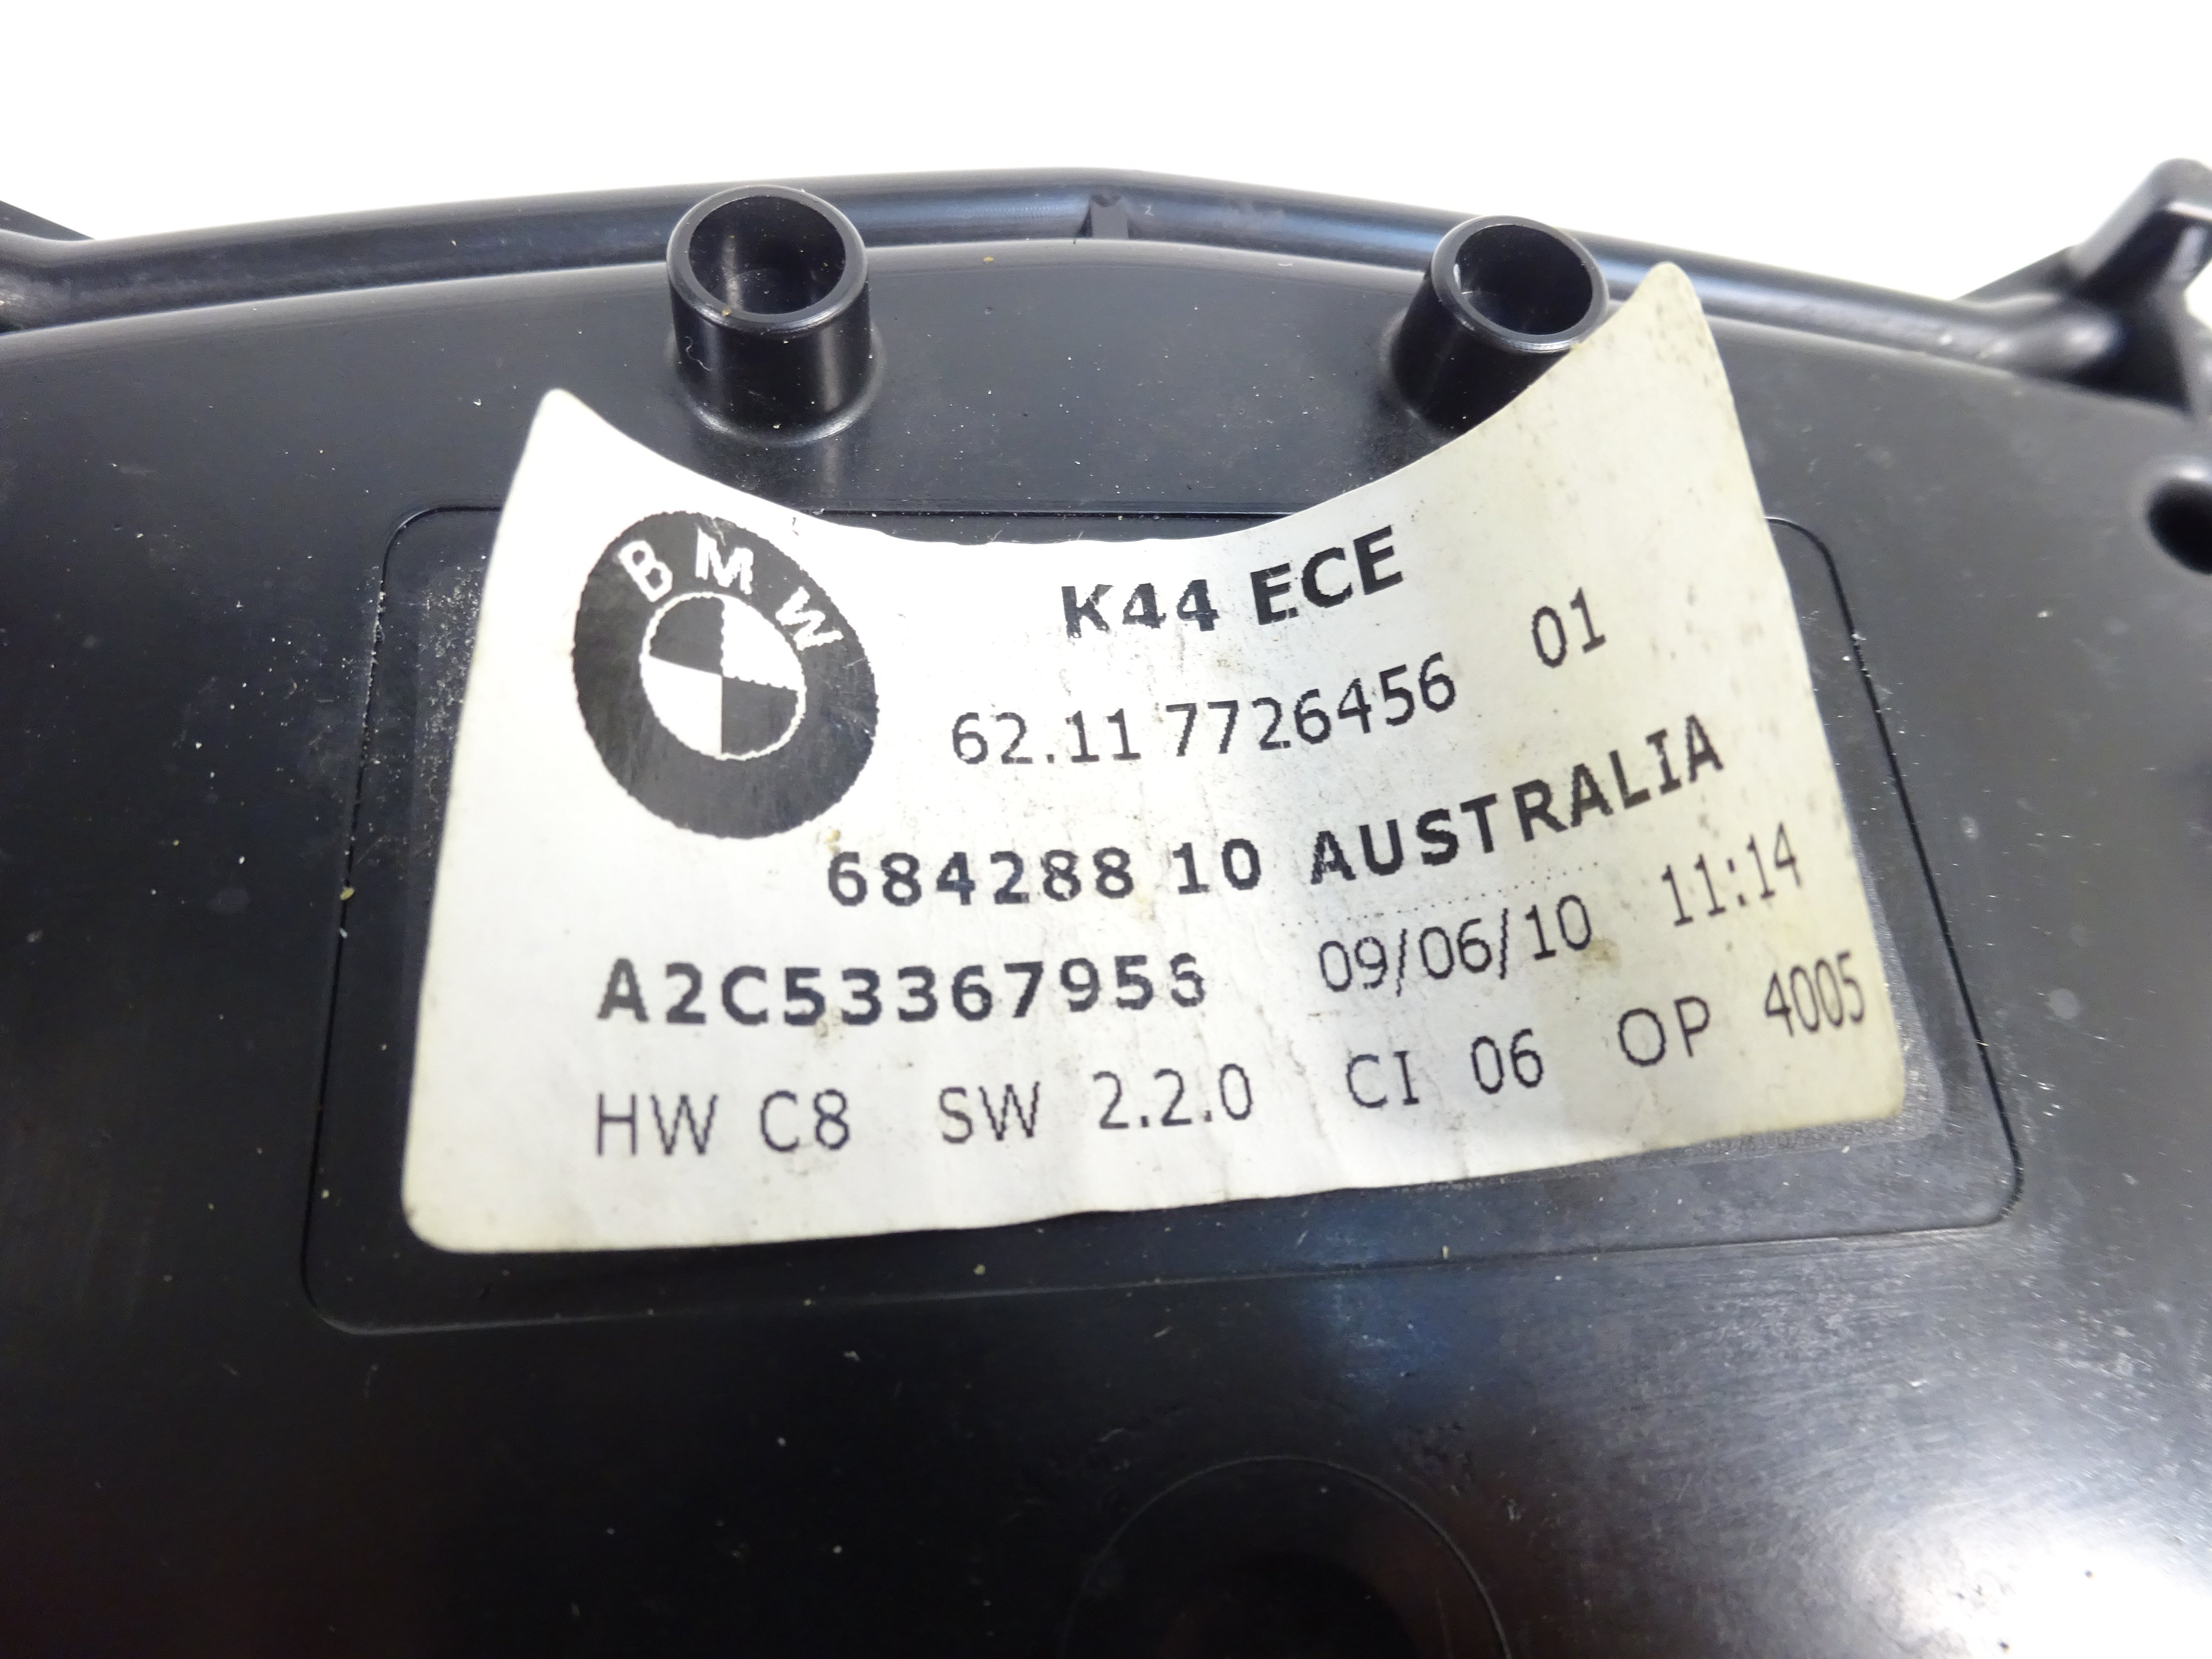 BMW
K44 ECE
62.11 7726456 01
684288 10 AUSTRALIA
A2C53367956 09/06/10 11:14
HW C8 SW 2.2.0 CI 06 OP 4005